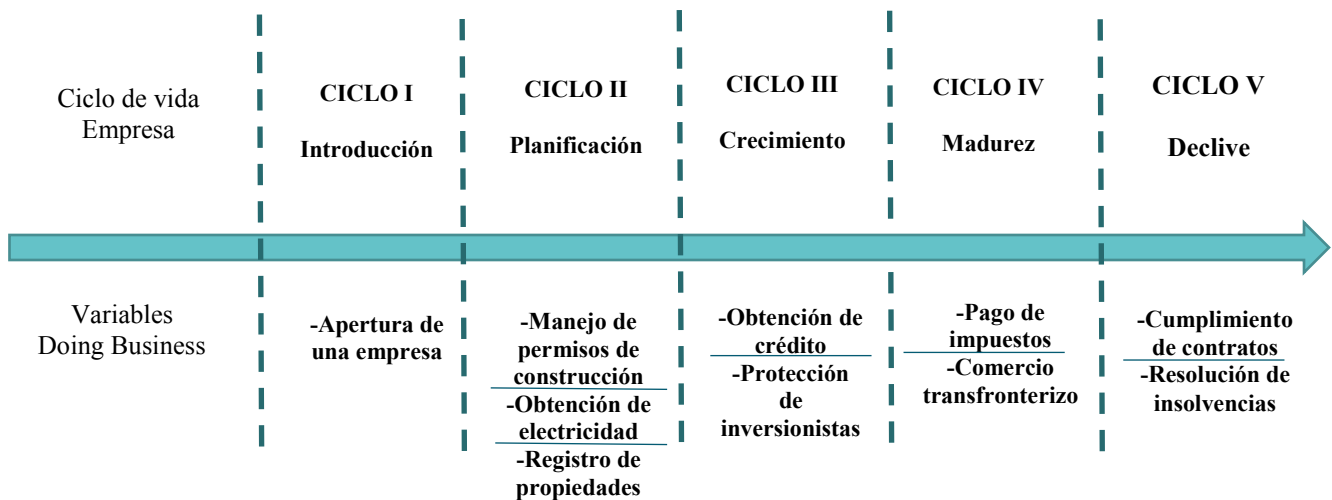 Ciclo de vida
Empresa
CICLO I
Introducción
CICLO II
Planificación
CICLO III
Crecimiento
CICLO IV
Madurez
CICLO V
Declive
Variables
Doing Business
-Apertura de
una empresa
-Manejo de
permisos de
construcción
-Obtención de
electricidad
-Registro de
propiedades
-Obtención de
crédito
-Protección
de
inversionistas
-Pago de
impuestos
-Comercio
transfronterizo
-Cumplimiento
de contratos
-Resolución de
insolvencias